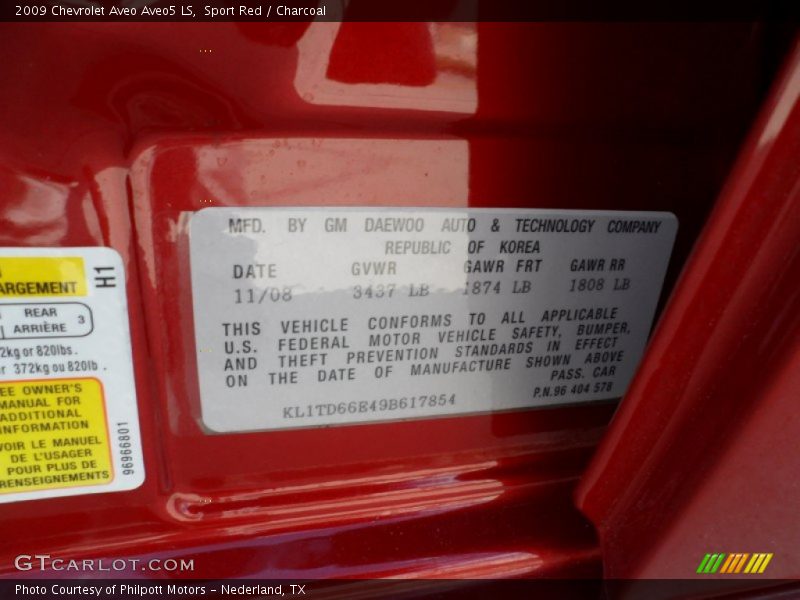 2009 Chevrolet Aveo Aveo5 LS, Sport Red / Charcoal
MFD. BY GM DAEWOO AUTO & TECHNOLOGY COMPANY
REPUBLIC OF KOREA
DATE GVWR GAWR FRT GAWR RR
11/08 3437 LB 1874 LB 1808 LB
THIS VEHICLE CONFORMS TO ALL APPLICABLE
U.S. FEDERAL MOTOR VEHICLE SAFETY, BUMPER,
AND THEFT PREVENTION STANDARDS IN EFFECT
ON THE DATE OF MANUFACTURE SHOWN ABOVE
PASS. CAR
P.N.96 404 578
KL1TD66E49B617854
ARGEMENT
H1
REAR
ARRIÈRE 3
2kg or 820lbs.
r 372kg ou 820lb.
EE OWNER'S
MANUAL FOR
ADDITIONAL
INFORMATION
VOIR LE MANUEL
DE L'USAGER
POUR PLUS DE
RENSEIGNEMENTS
96966801
GTCARLOT.COM
Photo Courtesy of Philpott Motors - Nederland, TX